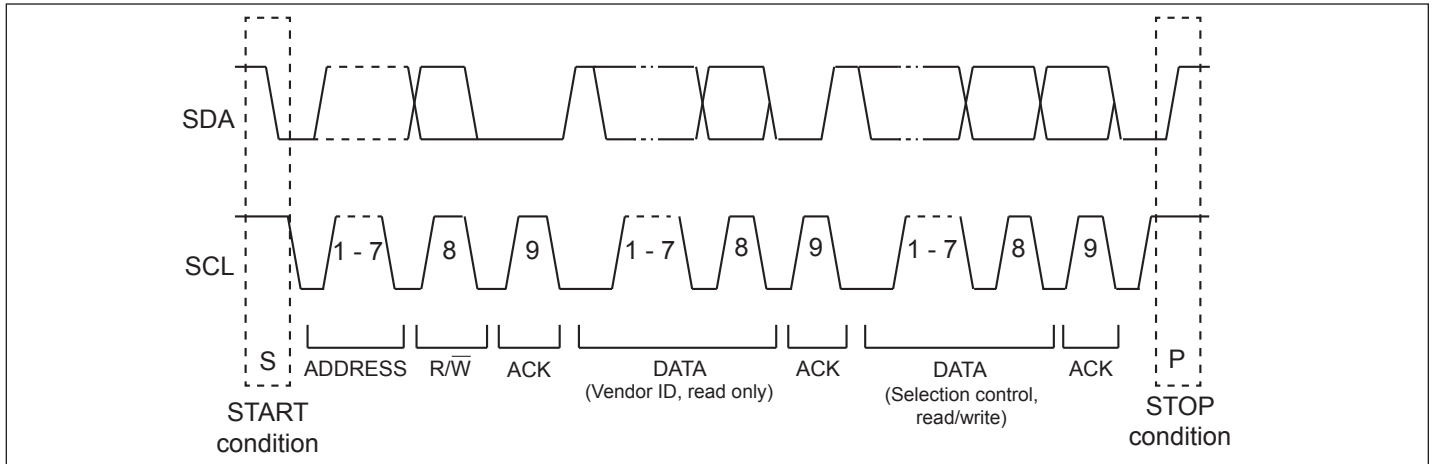 SDA
SCL
1 - 7 8 9 1 - 7 8 9 1 - 7 8 9
S ADDRESS R/W̅ ACK DATA ACK DATA ACK P
(Vendor ID, read only) (Selection control,
read/write)
START STOP
condition condition